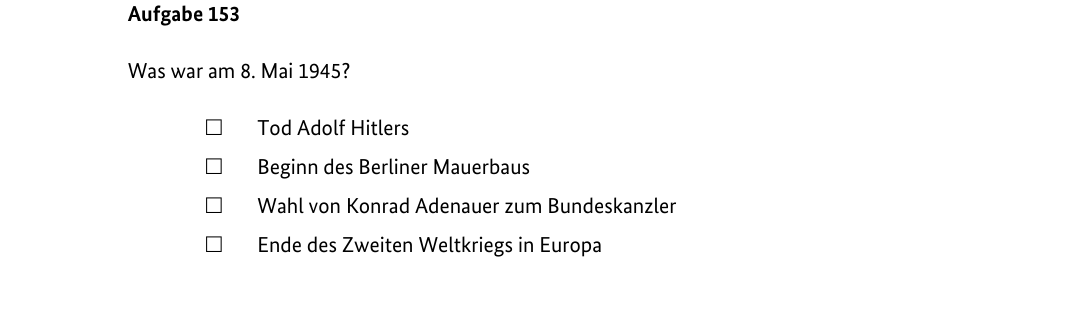 Aufgabe 153
Was war am 8. Mai 1945?
☐ Tod Adolf Hitlers
☐ Beginn des Berliner Mauerbaus
☐ Wahl von Konrad Adenauer zum Bundeskanzler
☐ Ende des Zweiten Weltkriegs in Europa